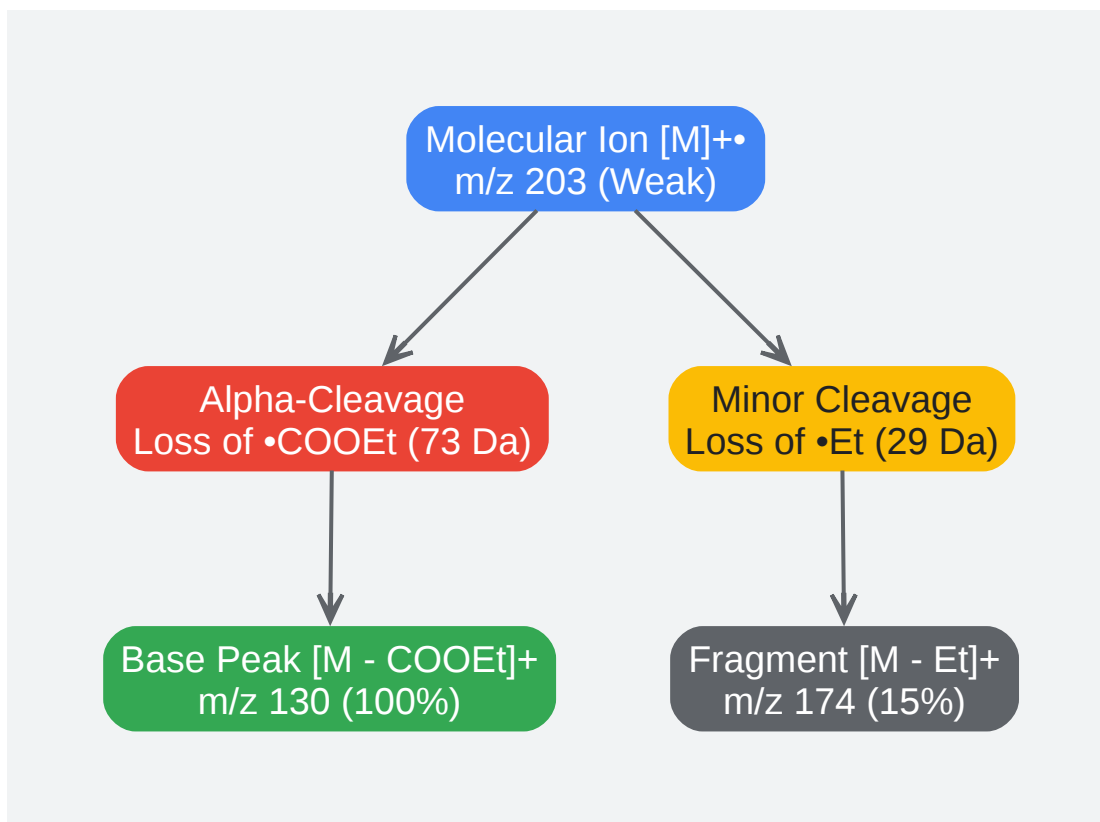 Molecular Ion [M]+•
m/z 203 (Weak)
Alpha-Cleavage
Loss of •COOEt (73 Da)
Minor Cleavage
Loss of •Et (29 Da)
Base Peak [M - COOEt]+
m/z 130 (100%)
Fragment [M - Et]+
m/z 174 (15%)